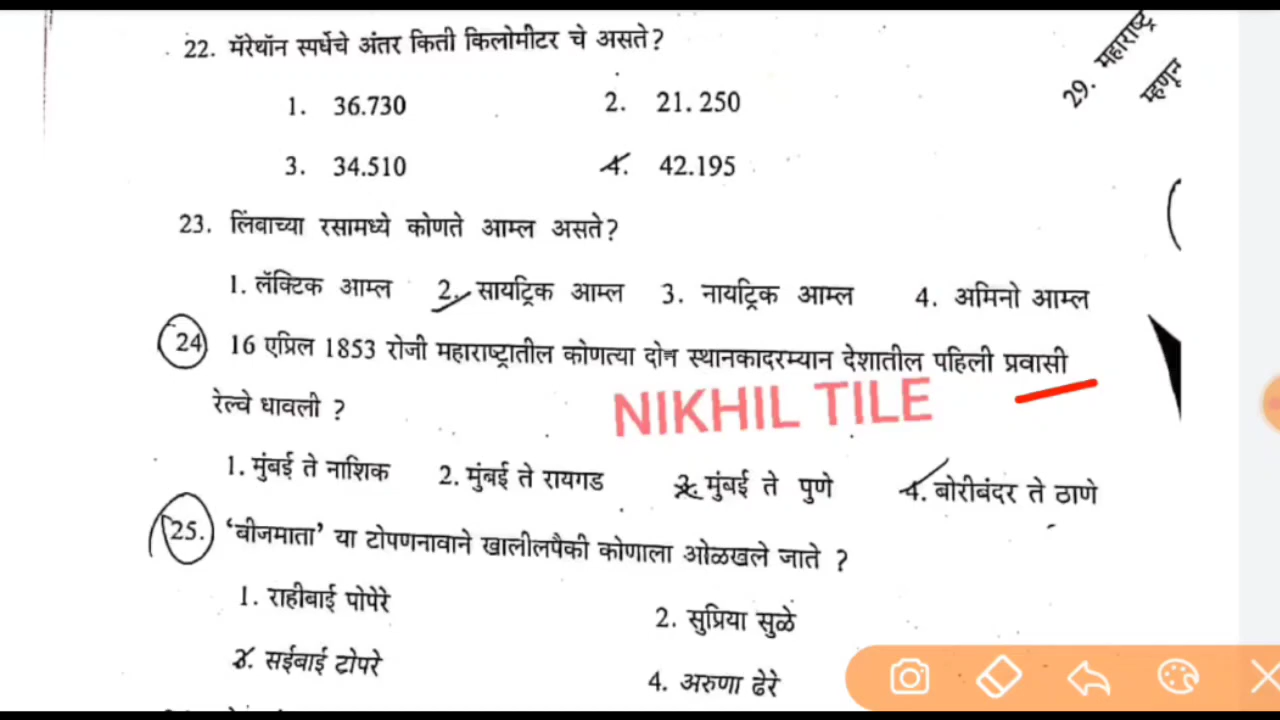 22. मॅरेथॉन स्पर्धेचे अंतर किती किलोमीटर चे असते?
1. 36.730 2. 21.250
3. 34.510 4. 42.195
23. लिंबाच्या रसामध्ये कोणते आम्ल असते?
1. लॅक्टिक आम्ल 2. सायट्रिक आम्ल 3. नायट्रिक आम्ल 4. अमिनो आम्ल
24 16 एप्रिल 1853 रोजी महाराष्ट्रातील कोणत्या दोन स्थानकादरम्यान देशातील पहिली प्रवासी
रेल्वे धावली ?
NIKHIL TILE
1. मुंबई ते नाशिक 2. मुंबई ते रायगड 3. मुंबई ते पुणे 4. बोरीबंदर ते ठाणे
25. ‘बीजमाता’ या टोपणनावाने खालीलपैकी कोणाला ओळखले जाते ?
1. राहीबाई पोपेरे 2. सुप्रिया सुळे
3. सईबाई टोपरे 4. अरुणा ढेरे
29. महाराष्ट्र
म्हणून